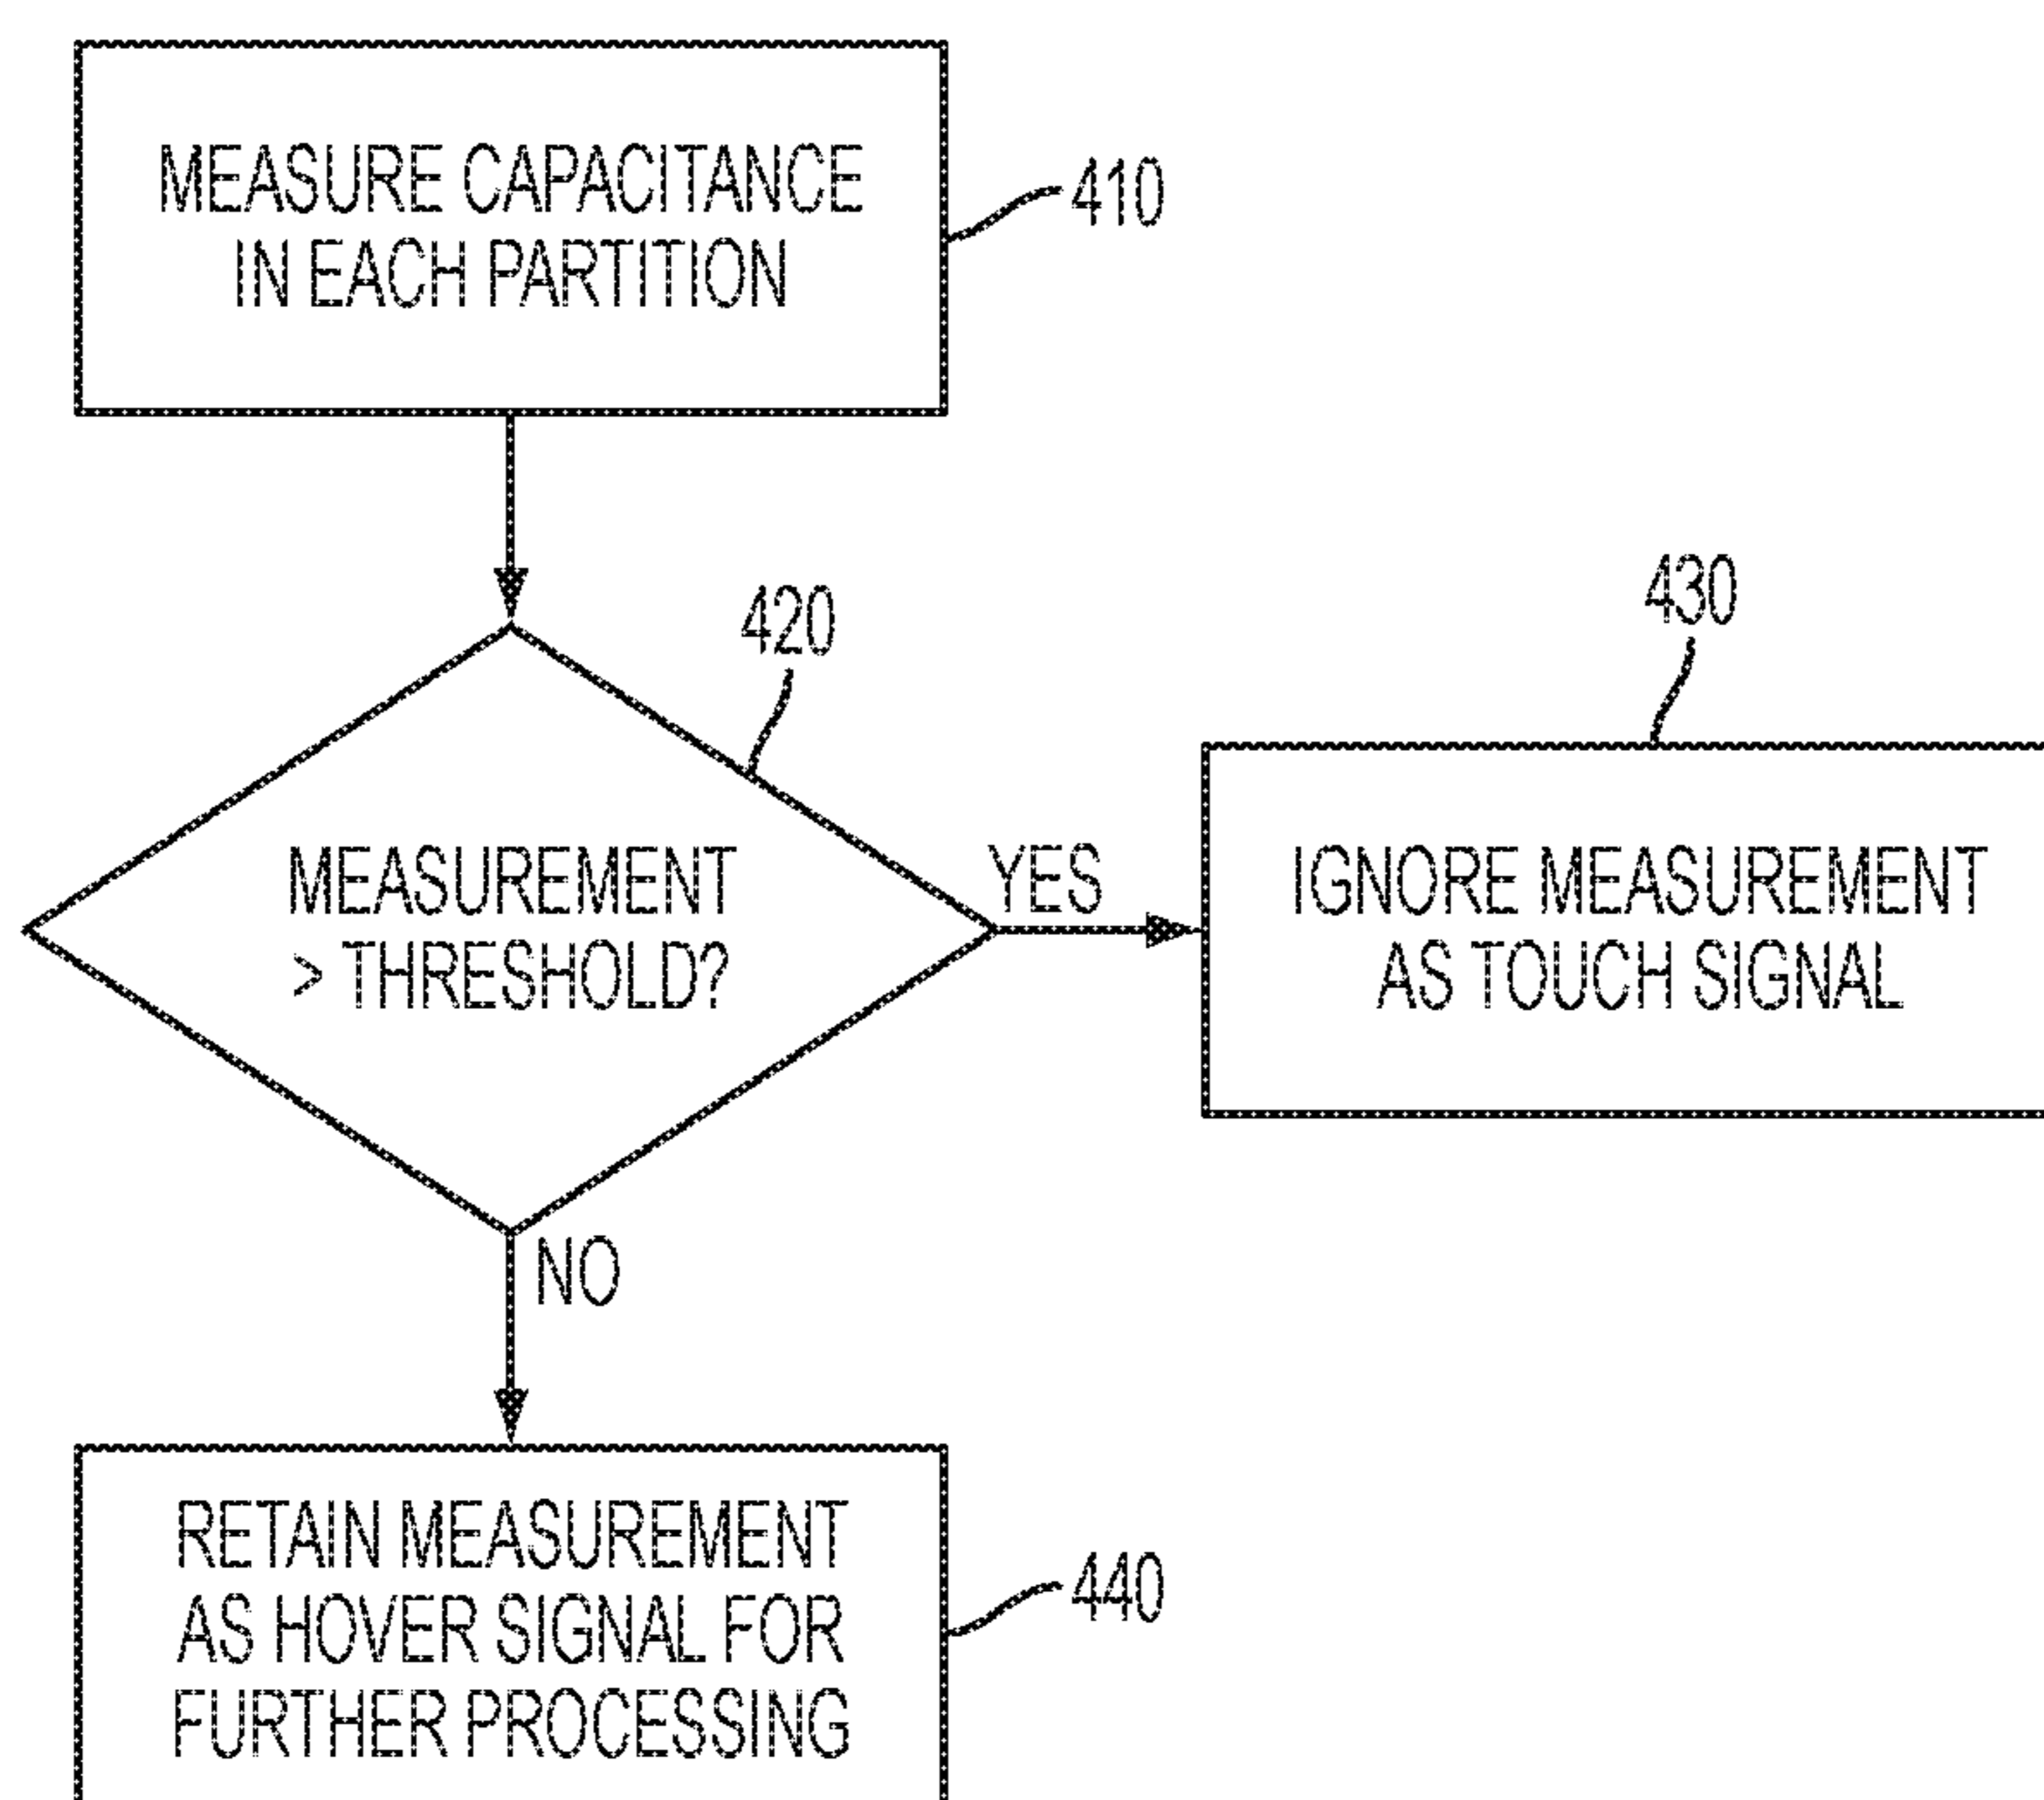 MEASURE CAPACITANCE
IN EACH PARTITION
410
420
MEASUREMENT
> THRESHOLD?
YES
430
IGNORE MEASUREMENT
AS TOUCH SIGNAL
NO
RETAIN MEASUREMENT
AS HOVER SIGNAL FOR
FURTHER PROCESSING
440